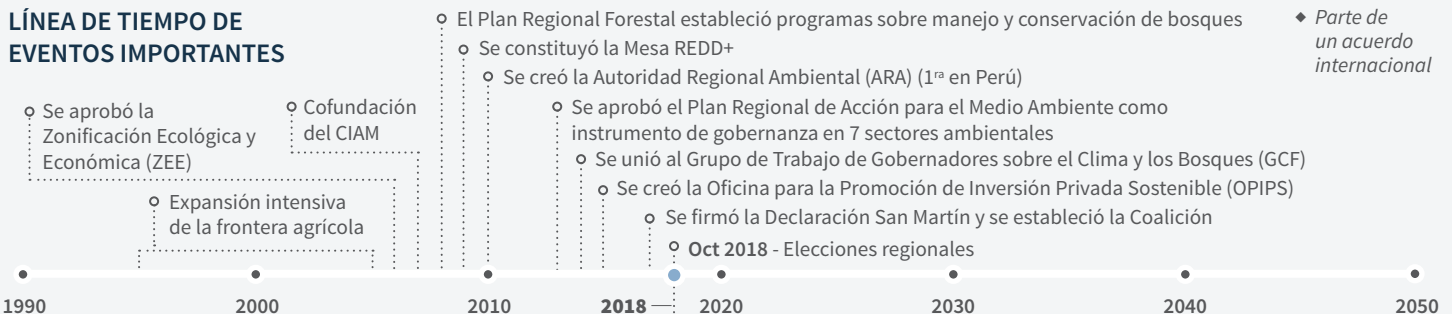 LÍNEA DE TIEMPO DE
EVENTOS IMPORTANTES
El Plan Regional Forestal estableció programas sobre manejo y conservación de bosques
Se constituyó la Mesa REDD+
Se creó la Autoridad Regional Ambiental (ARA) (1ra en Perú)
Parte de
un acuerdo
internacional
Se aprobó la
Zonificación Ecológica y
Económica (ZEE)
Cofundación
del CIAM
Se aprobó el Plan Regional de Acción para el Medio Ambiente como
instrumento de gobernanza en 7 sectores ambientales
Se unió al Grupo de Trabajo de Gobernadores sobre el Clima y los Bosques (GCF)
Expansión intensiva
de la frontera agrícola
Se creó la Oficina para la Promoción de Inversión Privada Sostenible (OPIPS)
Se firmó la Declaración San Martín y se estableció la Coalición
Oct 2018 - Elecciones regionales
1990 2000 2010 2018 2020 2030 2040 2050